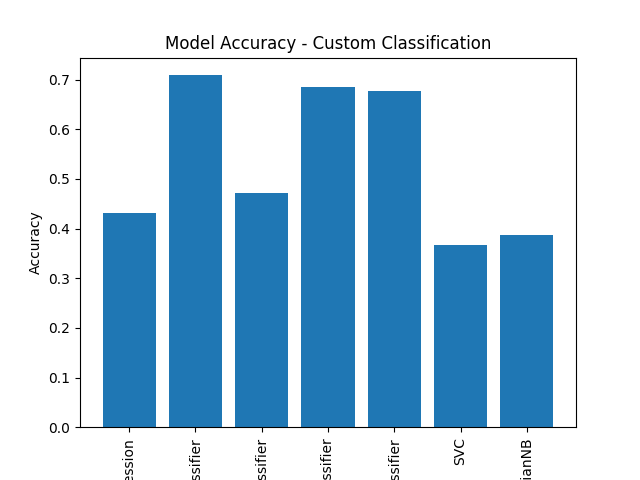 Model Accuracy - Custom Classification
Accuracy
0.7
0.6
0.5
0.4
0.3
0.2
0.1
0.0
ession
ssifier
ssifier
ssifier
ssifier
SVC
ianNB